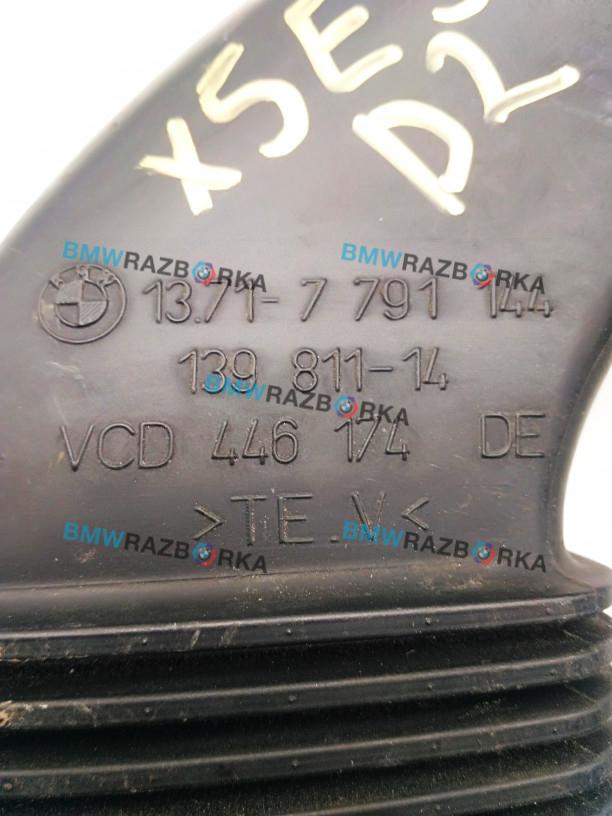 X5E
D2
BMWRAZBORKA BMWRAZBORKA
BMW 13.71-7 791 144
139 811-14
BMWRAZBORKA
VCD 446 174 DE
>TE.V<
BMWRAZBORKA BMWRAZBORKA